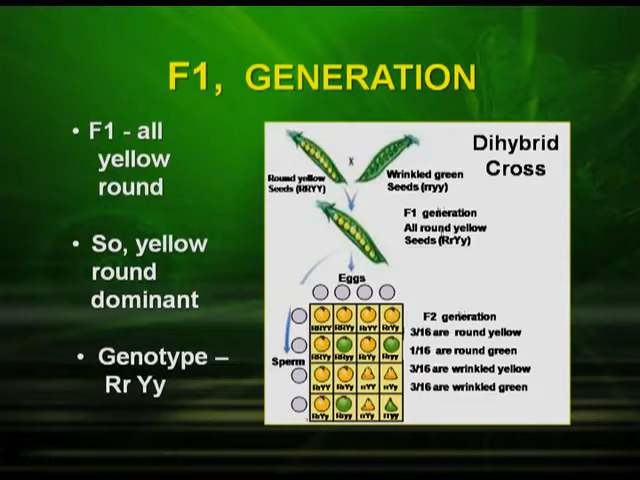 F1, GENERATION
• F1 - all
yellow
round
• So, yellow
round
dominant
• Genotype –
Rr Yy
Dihybrid
Cross
x
Round yellow
Seeds (RRYY)
Wrinkled green
Seeds (rryy)
F1 generation
All round yellow
Seeds (RrYy)
Eggs
Sperm
F2 generation
3/16 are round yellow
1/16 are round green
3/16 are wrinkled yellow
3/16 are wrinkled green